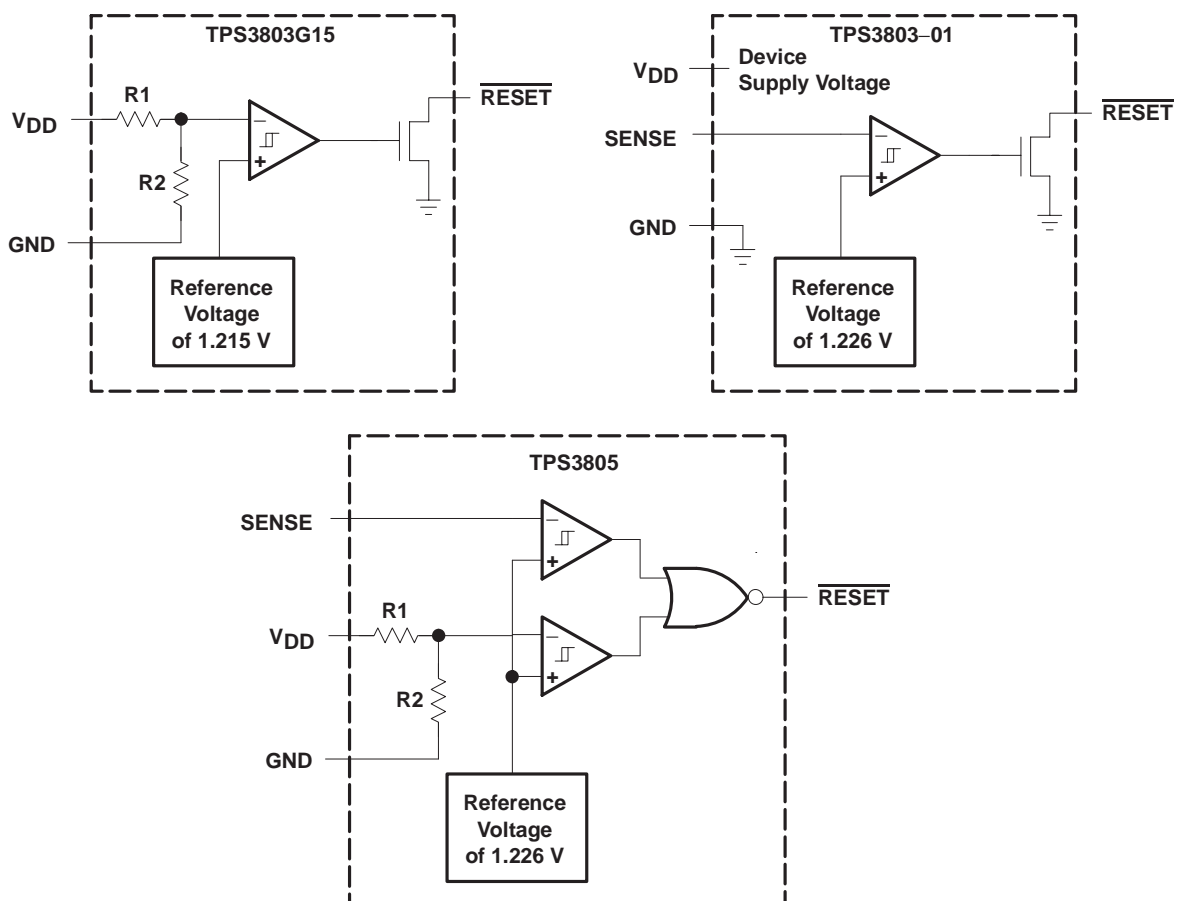 TPS3803G15
VDD
R1
−
+
R2
GND
RESET
Reference
Voltage
of 1.215 V
TPS3803−01
VDD
Device
Supply Voltage
SENSE
−
+
GND
RESET
Reference
Voltage
of 1.226 V
TPS3805
SENSE
−
+
R1
VDD
−
+
R2
GND
RESET
Reference
Voltage
of 1.226 V